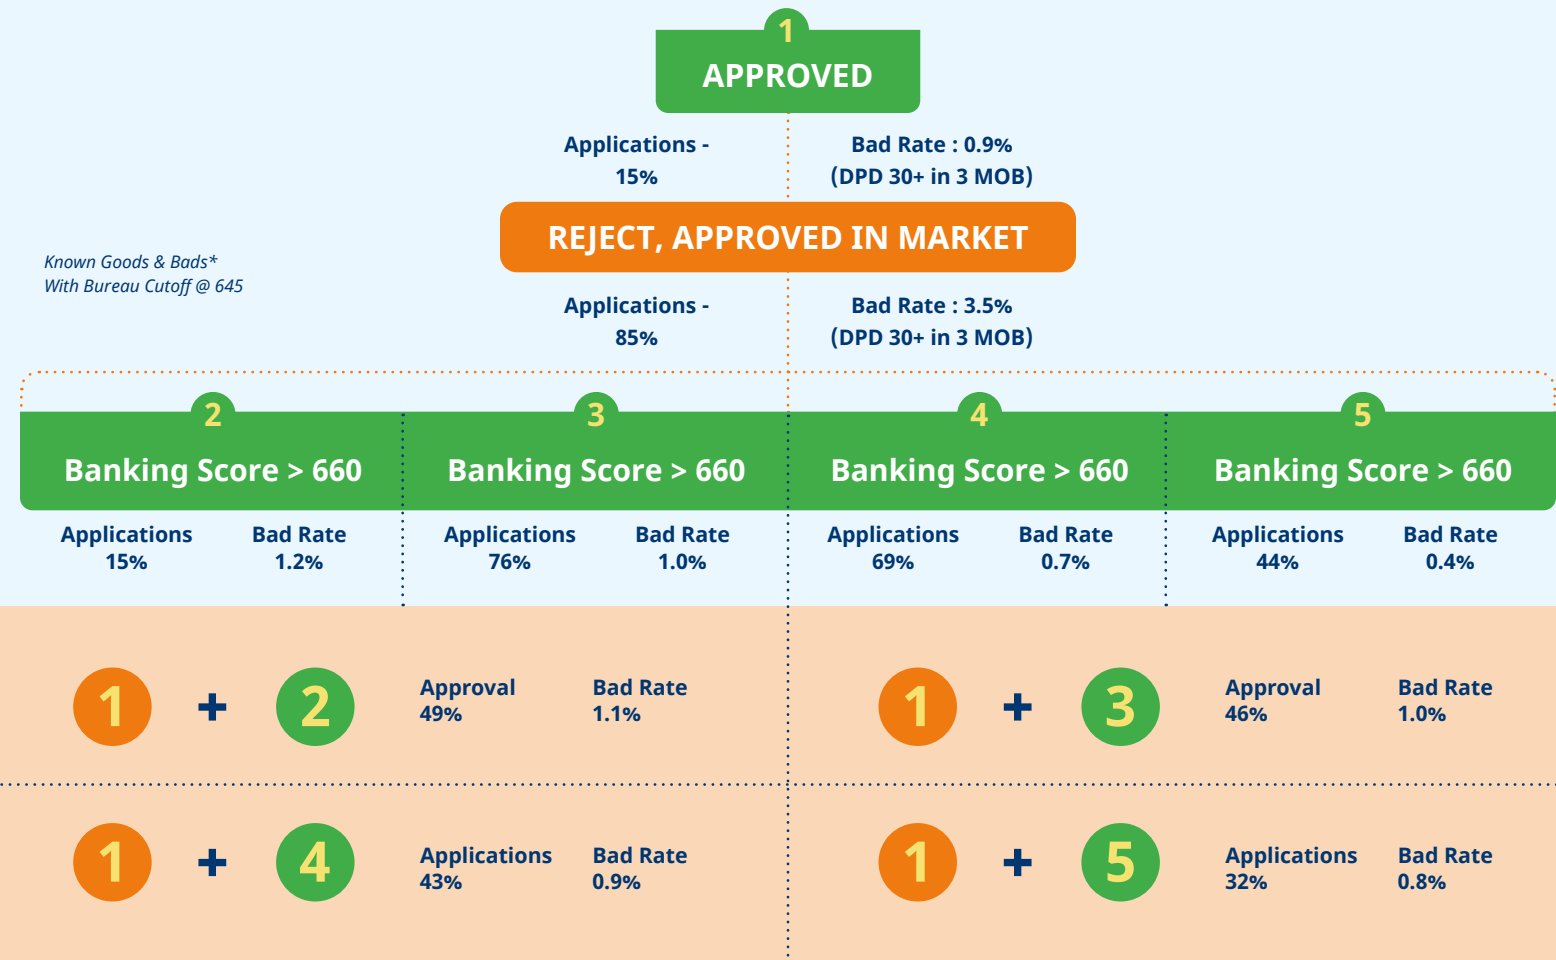 1
APPROVED
Applications -
15%
Bad Rate : 0.9%
(DPD 30+ in 3 MOB)
REJECT, APPROVED IN MARKET
Known Goods & Bads*
With Bureau Cutoff @ 645
Applications -
85%
Bad Rate : 3.5%
(DPD 30+ in 3 MOB)
2
Banking Score > 660
Applications
15%
Bad Rate
1.2%
3
Banking Score > 660
Applications
76%
Bad Rate
1.0%
4
Banking Score > 660
Applications
69%
Bad Rate
0.7%
5
Banking Score > 660
Applications
44%
Bad Rate
0.4%
1 + 2
Approval
49%
Bad Rate
1.1%
1 + 3
Approval
46%
Bad Rate
1.0%
1 + 4
Applications
43%
Bad Rate
0.9%
1 + 5
Applications
32%
Bad Rate
0.8%